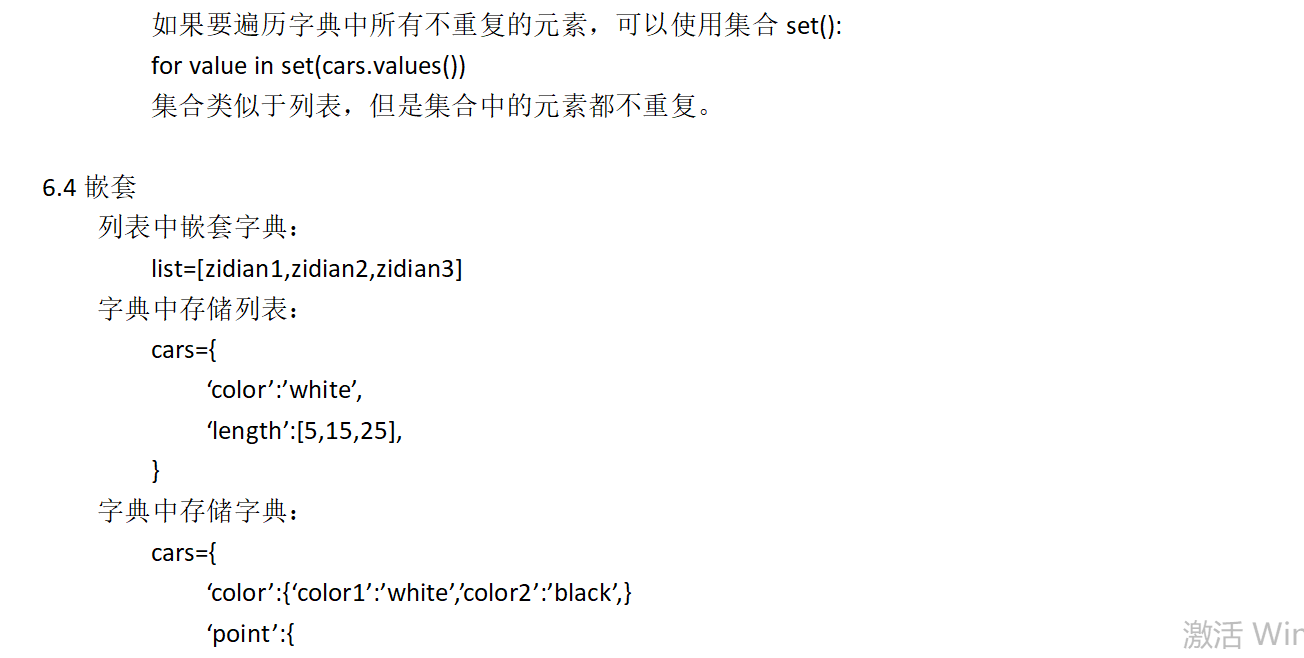 如果要遍历字典中所有不重复的元素，可以使用集合 set():
for value in set(cars.values())
集合类似于列表，但是集合中的元素都不重复。
6.4 嵌套
列表中嵌套字典：
list=[zidian1,zidian2,zidian3]
字典中存储列表：
cars={
‘color’:’white’,
‘length’:[5,15,25],
}
字典中存储字典：
cars={
‘color’:{‘color1’:’white’,’color2’:’black’,}
‘point’:{
激活 Win